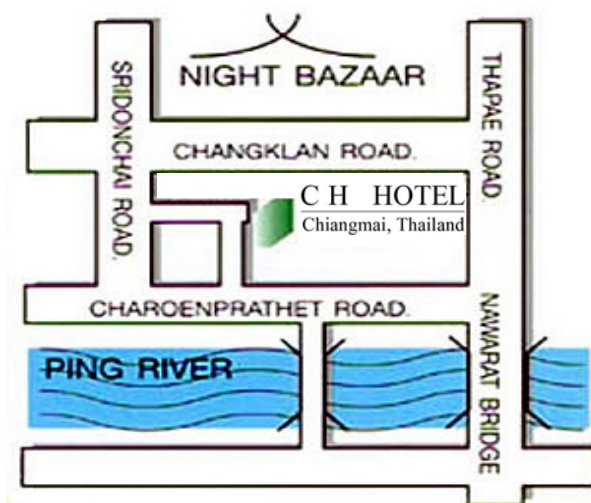 NIGHT BAZAAR
SRIDONCHAI ROAD.
THAPAE ROAD.
CHANGKLAN ROAD.
C H HOTEL
Chiangmai, Thailand
CHAROENPRATHET ROAD.
NAWARAT BRIDGE
PING RIVER